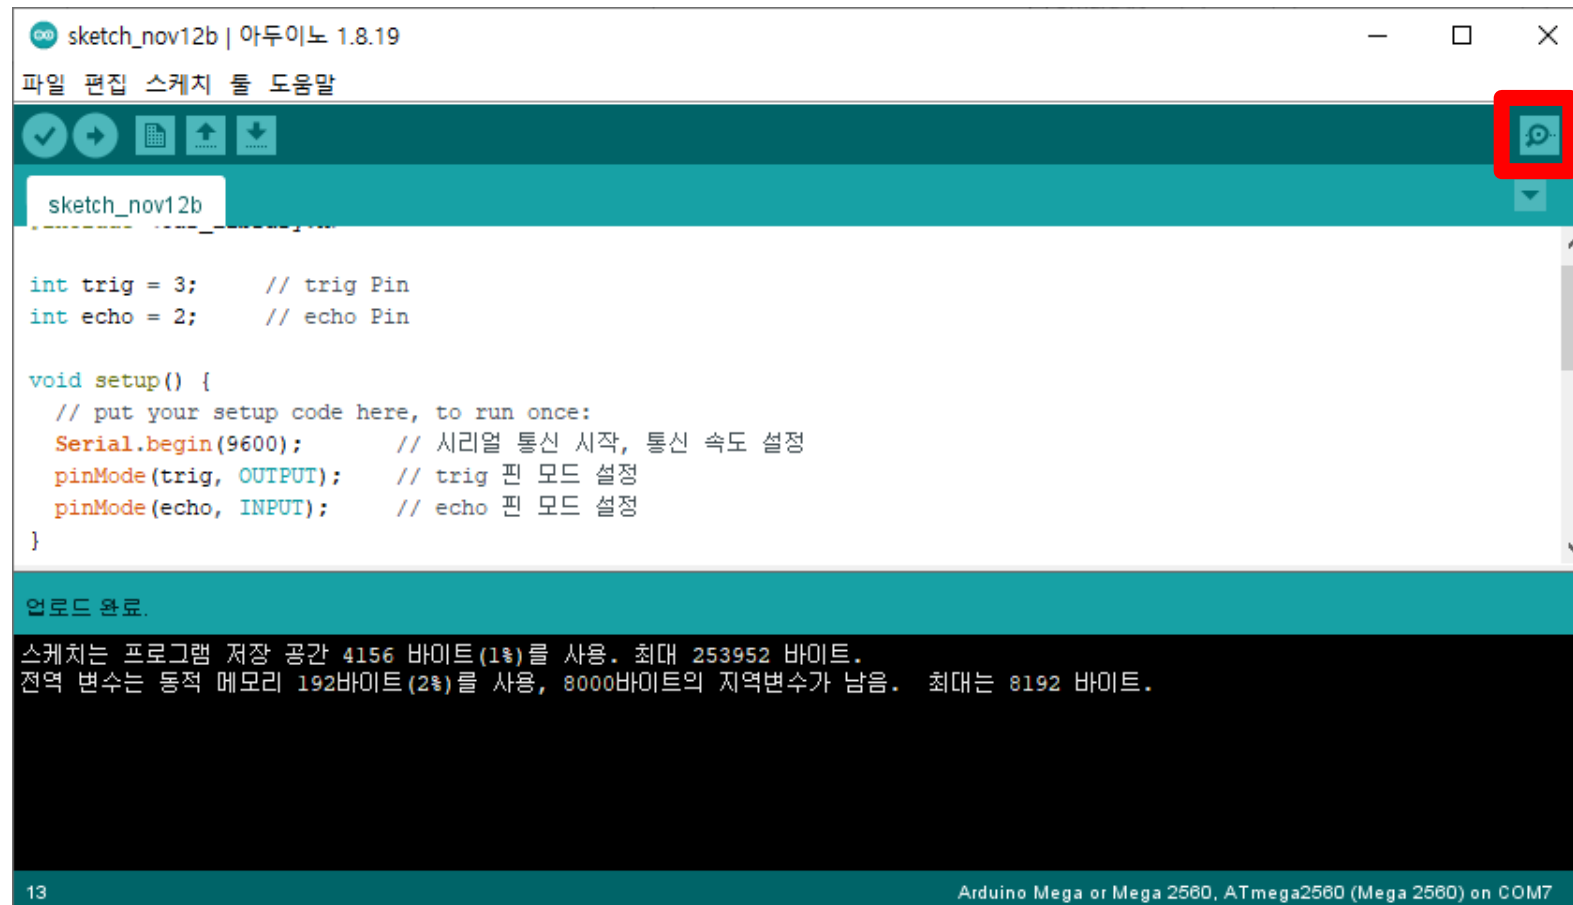 sketch_nov12b | 아두이노 1.8.19
파일 편집 스케치 툴 도움말
sketch_nov12b
int trig = 3;     // trig Pin
int echo = 2;     // echo Pin
void setup() {
  // put your setup code here, to run once:
  Serial.begin(9600);       // 시리얼 통신 시작, 통신 속도 설정
  pinMode(trig, OUTPUT);    // trig 핀 모드 설정
  pinMode(echo, INPUT);     // echo 핀 모드 설정
}
업로드 완료.
스케치는 프로그램 저장 공간 4156 바이트(1%)를 사용. 최대 253952 바이트.
전역 변수는 동적 메모리 192바이트(2%)를 사용, 8000바이트의 지역변수가 남음.  최대는 8192 바이트.
13
Arduino Mega or Mega 2560, ATmega2560 (Mega 2560) on COM7